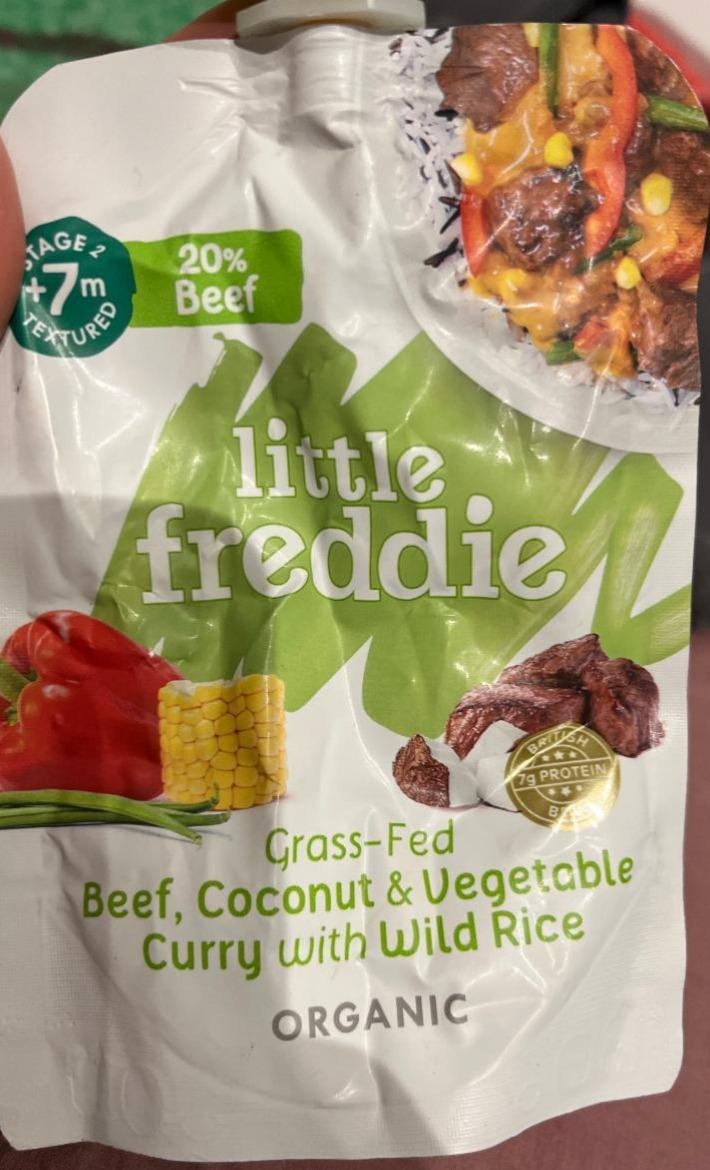 STAGE 2
+7m
TEXTURED
20%
Beef
little
freddie
BRITISH
7g PROTEIN
Grass-Fed
Beef, Coconut & Vegetable
Curry with Wild Rice
ORGANIC